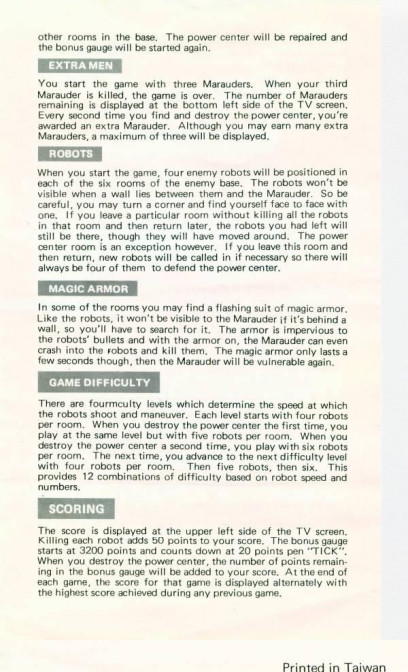 other rooms in the base. The power center will be repaired and
the bonus gauge will be started again.
EXTRA MEN
You start the game with three Marauders. When your third
Marauder is killed, the game is over. The number of Marauders
remaining is displayed at the bottom left side of the TV screen.
Every second time you find and destroy the power center, you're
awarded an extra Marauder. Although you may earn many extra
Marauders, a maximum of three will be displayed.
ROBOTS
When you start the game, four enemy robots will be positioned in
each of the six rooms of the enemy base. The robots won't be
visible when a wall lies between them and the Marauder. So be
careful, you may turn a corner and find yourself face to face with
one. If you leave a particular room without killing all the robots
in that room and then return later, the robots you had left will
still be there, though they will have moved around. The power
center room is an exception however. If you leave this room and
then return, new robots will be called in if necessary so there will
always be four of them to defend the power center.
MAGIC ARMOR
In some of the rooms you may find a flashing suit of magic armor.
Like the robots, it won't be visible to the Marauder if it's behind a
wall, so you'll have to search for it. The armor is impervious to
the robots' bullets and with the armor on, the Marauder can even
crash into the robots and kill them. The magic armor only lasts a
few seconds though, then the Marauder will be vulnerable again.
GAME DIFFICULTY
There are fourmculty levels which determine the speed at which
the robots shoot and maneuver. Each level starts with four robots
per room. When you destroy the power center the first time, you
play at the same level but with five robots per room. When you
destroy the power center a second time, you play with six robots
per room. The next time, you advance to the next difficulty level
with four robots per room. Then five robots, then six. This
provides 12 combinations of difficulty based on robot speed and
numbers.
SCORING
The score is displayed at the upper left side of the TV screen.
Killing each robot adds 50 points to your score. The bonus gauge
starts at 3200 points and counts down at 20 points pen "TICK".
When you destroy the power center, the number of points remain-
ing in the bonus gauge will be added to your score. At the end of
each game, the score for that game is displayed alternately with
the highest score achieved during any previous game.
Printed in Taiwan